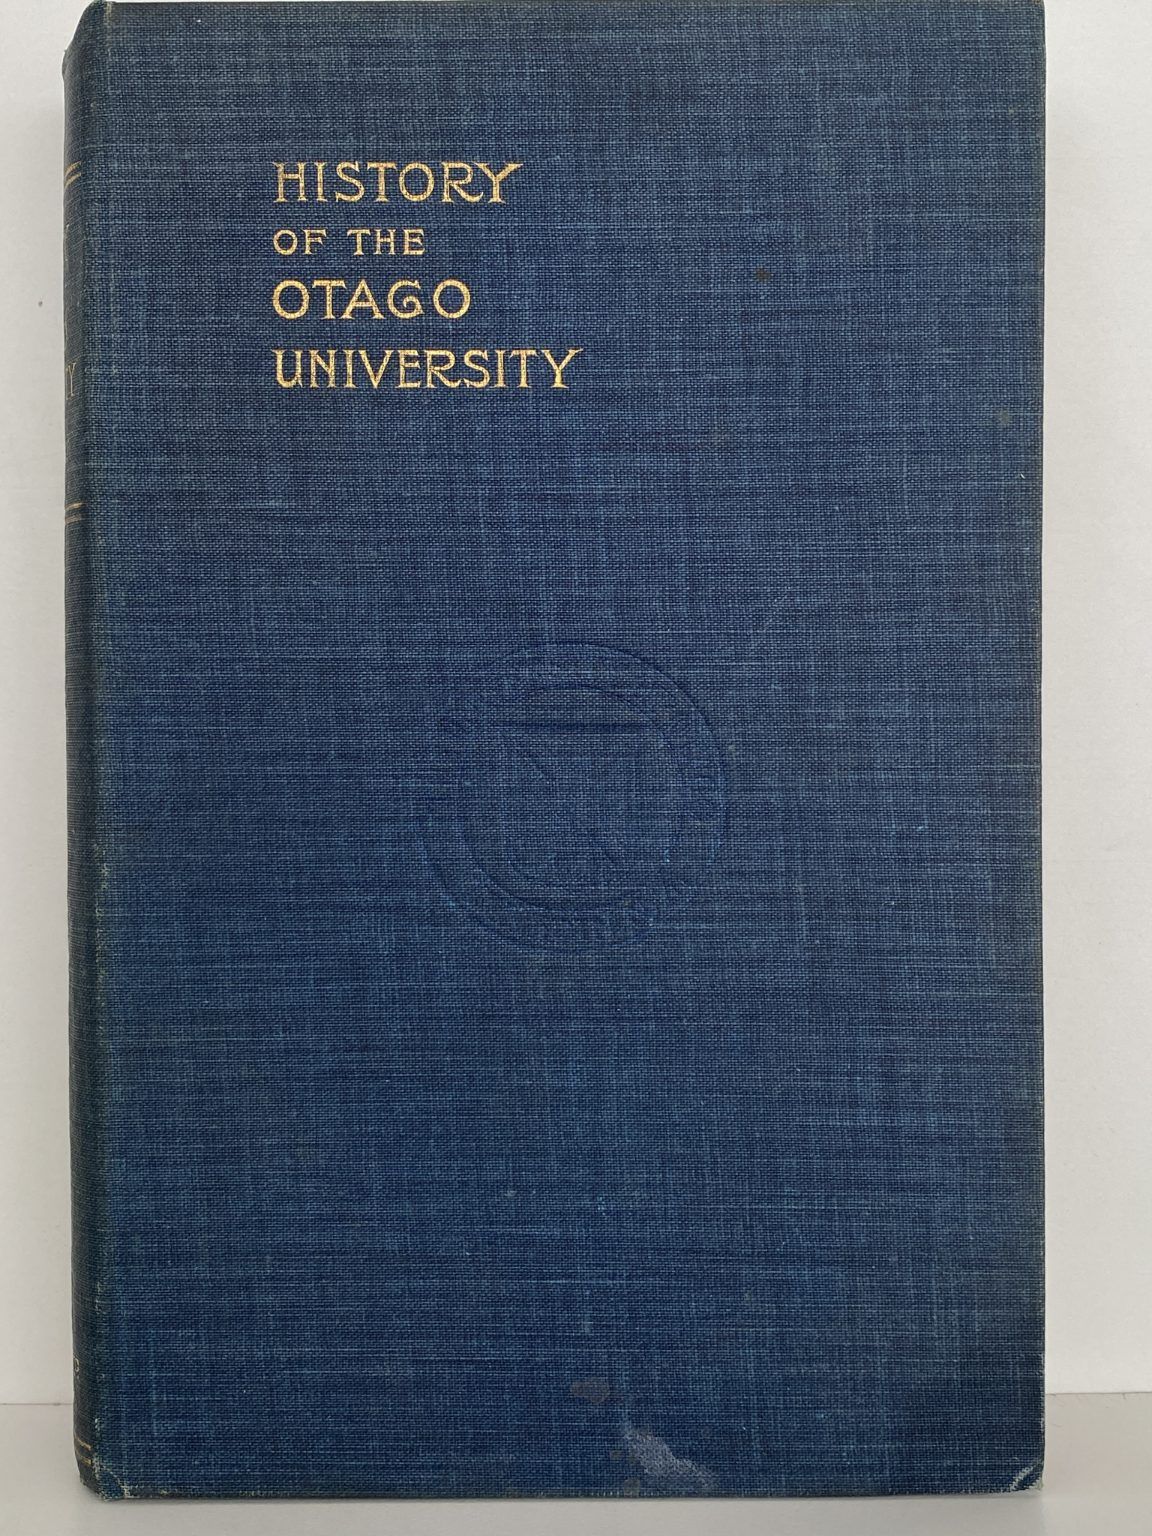 HISTORY
OF THE
OTAGO
UNIVERSITY